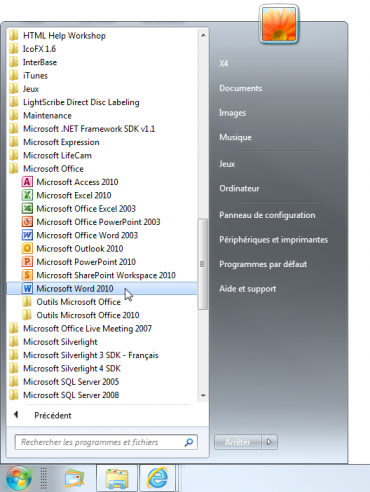 HTML Help Workshop
IcoFX 1.6
InterBase
iTunes
Jeux
LightScribe Direct Disc Labeling
Maintenance
Microsoft .NET Framework SDK v1.1
Microsoft Expression
Microsoft LifeCam
Microsoft Office
Microsoft Access 2010
Microsoft Excel 2010
Microsoft Office Excel 2003
Microsoft Office PowerPoint 2003
Microsoft Office Word 2003
Microsoft Outlook 2010
Microsoft PowerPoint 2010
Microsoft SharePoint Workspace 2010
Microsoft Word 2010
Outils Microsoft Office
Outils Microsoft Office 2010
Microsoft Office Live Meeting 2007
Microsoft Silverlight
Microsoft Silverlight 3 SDK - Français
Microsoft Silverlight 4 SDK
Microsoft SQL Server 2005
Microsoft SQL Server 2008
Précédent
Rechercher les programmes et fichiers
X4
Documents
Images
Musique
Jeux
Ordinateur
Panneau de configuration
Périphériques et imprimantes
Programmes par défaut
Aide et support
Arrêter